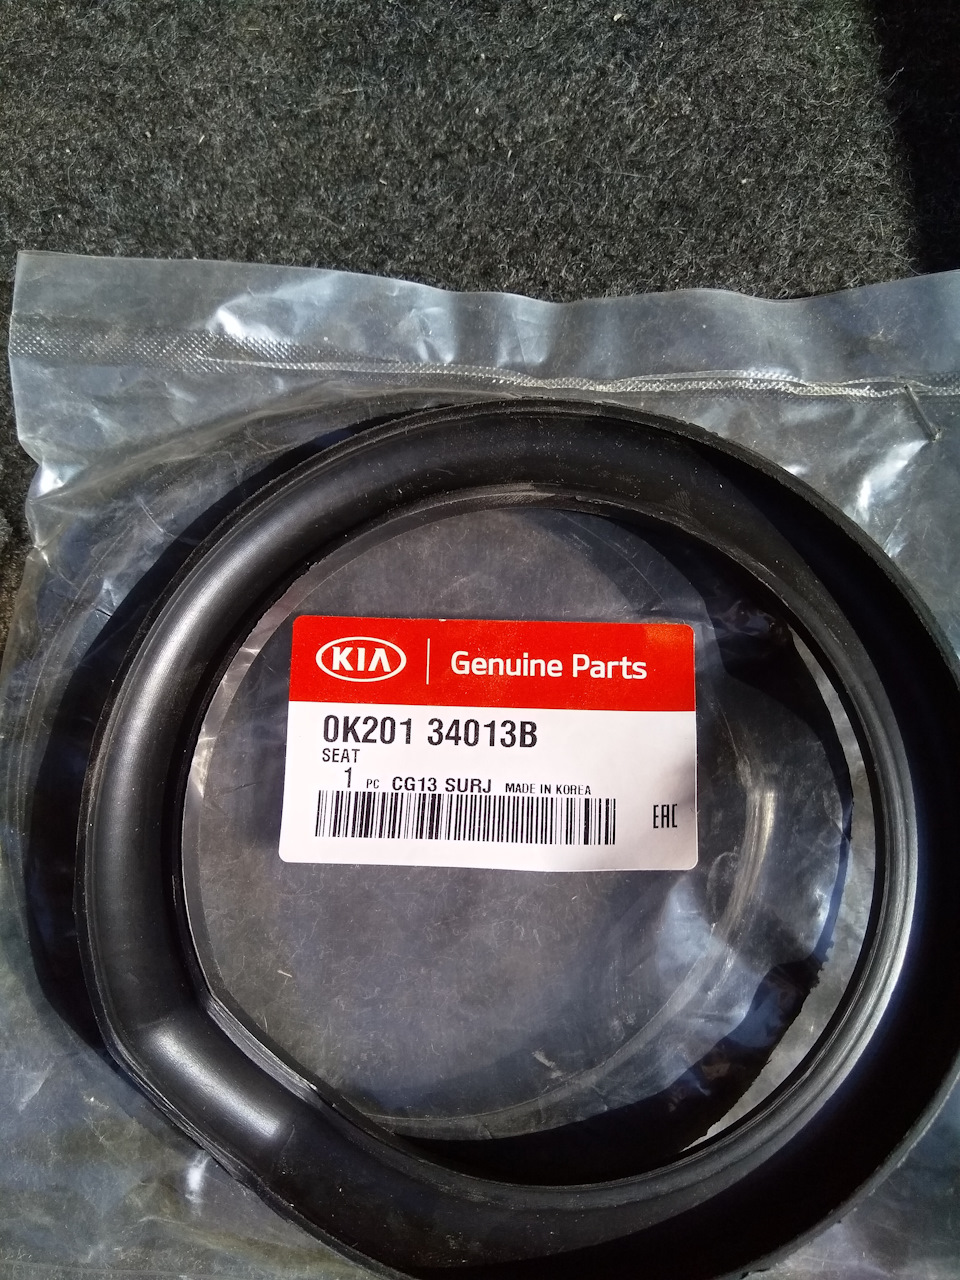 KIA Genuine Parts
0K201 34013B
SEAT
1 PC CG13 SURJ MADE IN KOREA
EAC